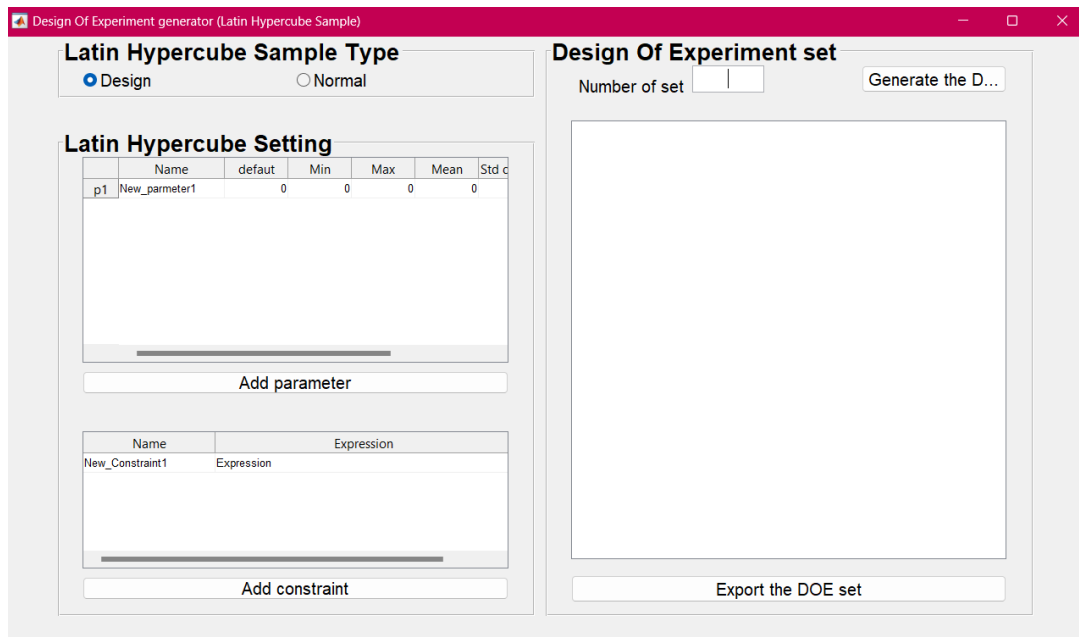 Design Of Experiment generator (Latin Hypercube Sample)
Latin Hypercube Sample Type
Design Normal
Latin Hypercube Setting
Name defaut Min Max Mean Std c
p1 New_parmeter1 0 0 0 0
Add parameter
Name Expression
New_Constraint1 Expression
Add constraint
Design Of Experiment set
Number of set Generate the D...
Export the DOE set